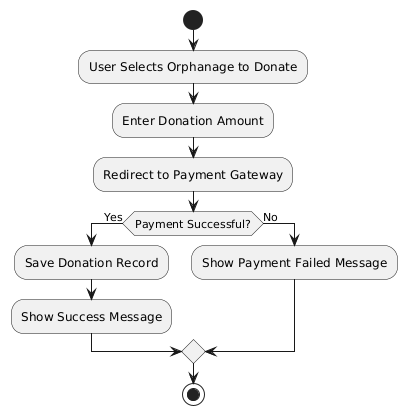 User Selects Orphanage to Donate
Enter Donation Amount
Redirect to Payment Gateway
Payment Successful?
Yes
No
Save Donation Record
Show Payment Failed Message
Show Success Message